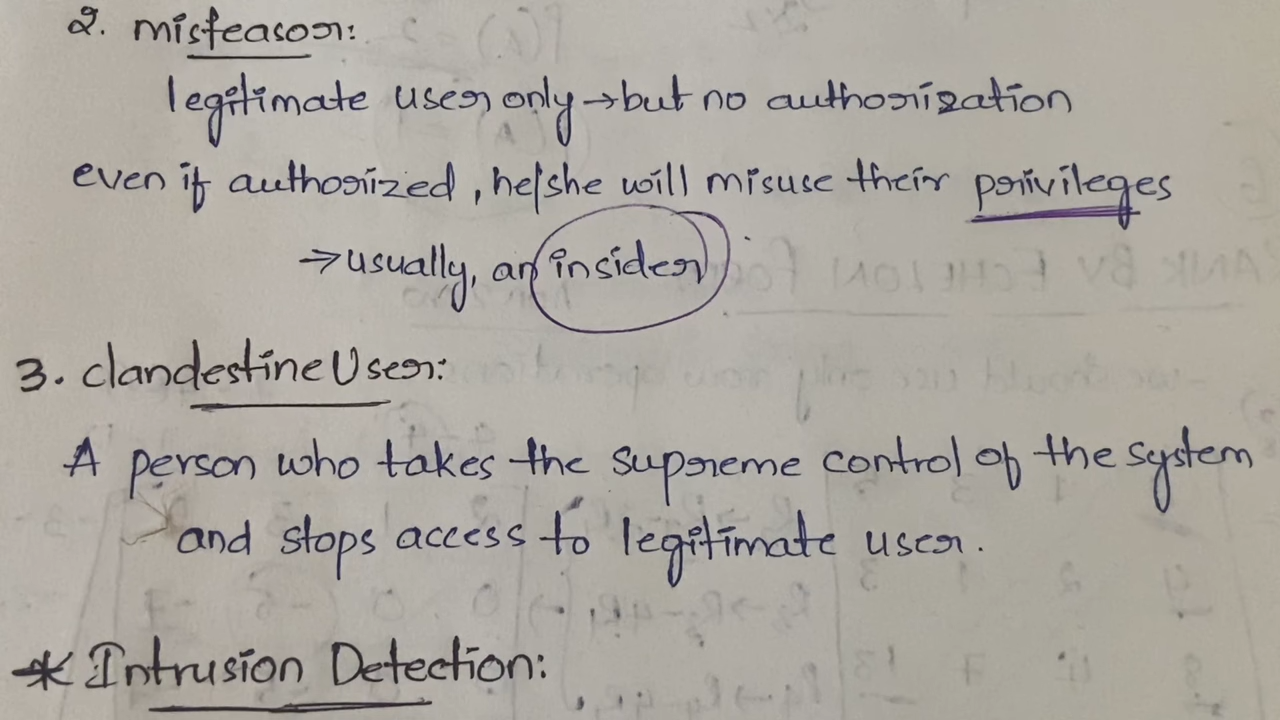 2. misfeasor:
legitimate user only → but no authorization
even if authorized, he/she will misuse their privileges
→ usually, an insider
3. clandestine User:
A person who takes the supreme control of the system
and stops access to legitimate user.
* Intrusion Detection: